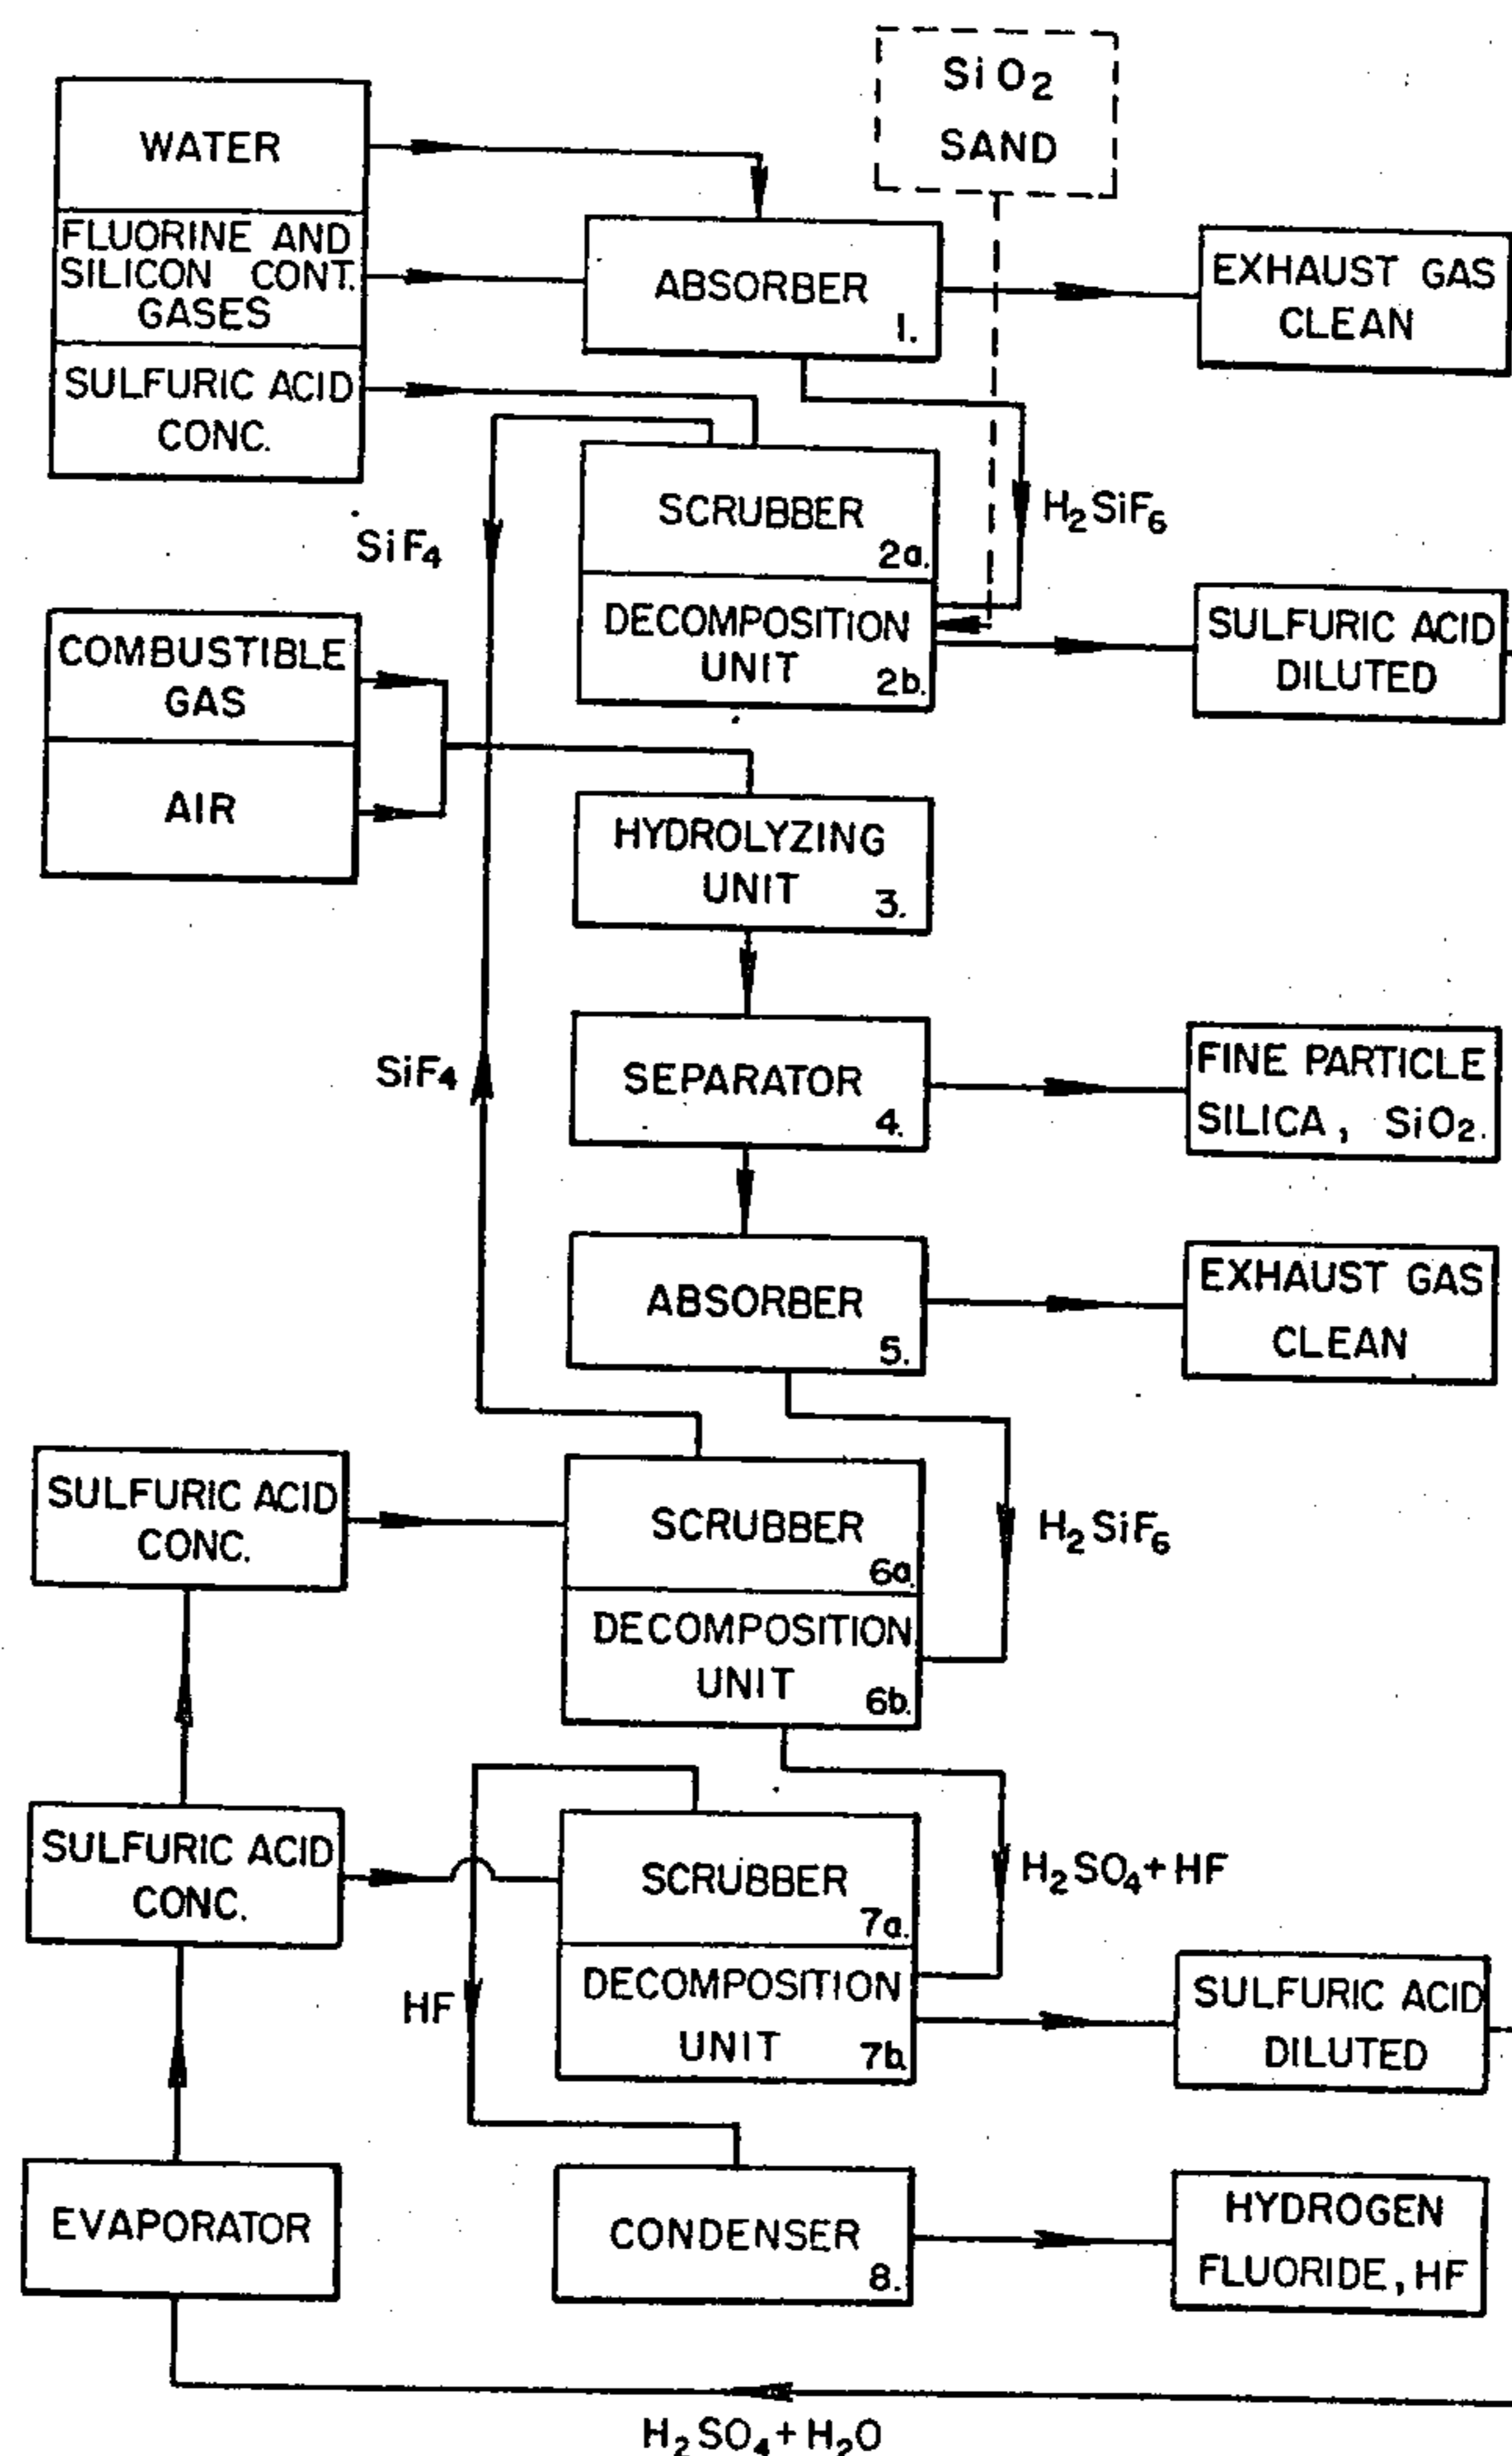 SiO2
SAND
WATER
FLUORINE AND
SILICON CONT.
GASES
SULFURIC ACID
CONC.
ABSORBER
1.
EXHAUST GAS
CLEAN
SiF4
SCRUBBER
2a.
DECOMPOSITION
UNIT
2b.
H2SiF6
SULFURIC ACID
DILUTED
COMBUSTIBLE
GAS
AIR
HYDROLYZING
UNIT
3.
SiF4
SEPARATOR
4.
FINE PARTICLE
SILICA, SiO2.
ABSORBER
5.
EXHAUST GAS
CLEAN
SULFURIC ACID
CONC.
SCRUBBER
6a.
DECOMPOSITION
UNIT
6b.
H2SiF6
SULFURIC ACID
CONC.
SCRUBBER
7a.
DECOMPOSITION
UNIT
7b.
H2SO4+HF
HF
SULFURIC ACID
DILUTED
EVAPORATOR
CONDENSER
8.
HYDROGEN
FLUORIDE, HF
H2SO4+H2O